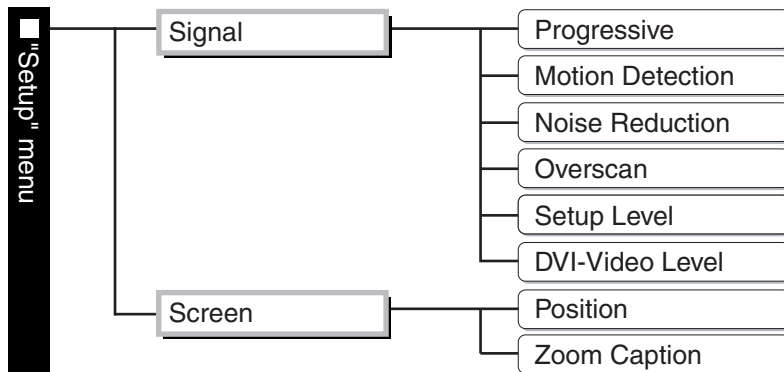 ■ "Setup" menu
Signal
Progressive
Motion Detection
Noise Reduction
Overscan
Setup Level
DVI-Video Level
Screen
Position
Zoom Caption